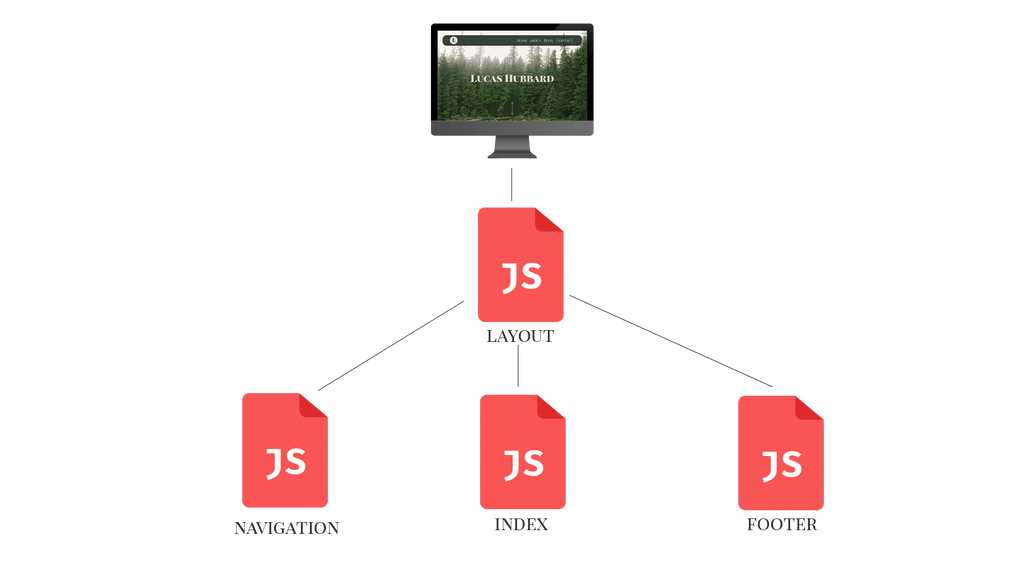 L
HOME ABOUT BLOG CONTACT
LUCAS HUBBARD
JS
LAYOUT
JS
JS
JS
NAVIGATION
INDEX
FOOTER